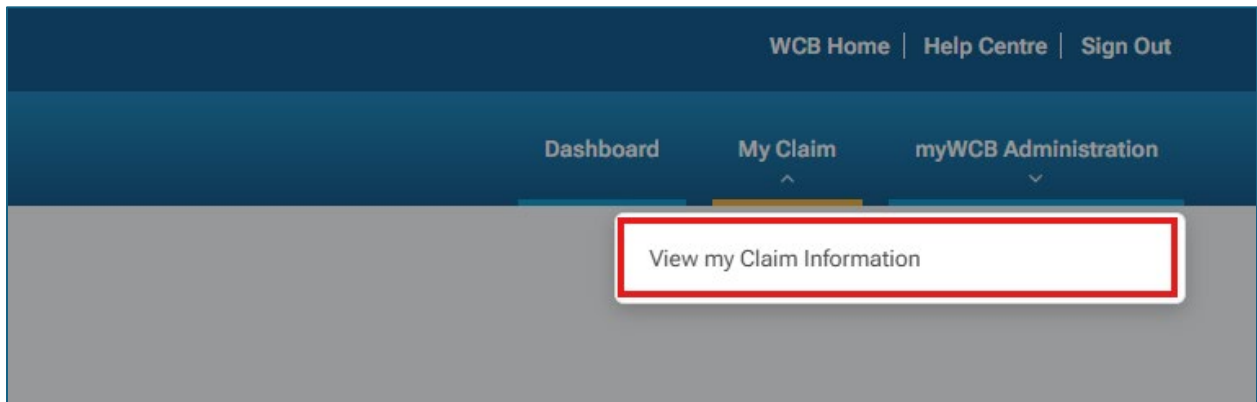 WCB Home | Help Centre | Sign Out
Dashboard My Claim myWCB Administration
View my Claim Information